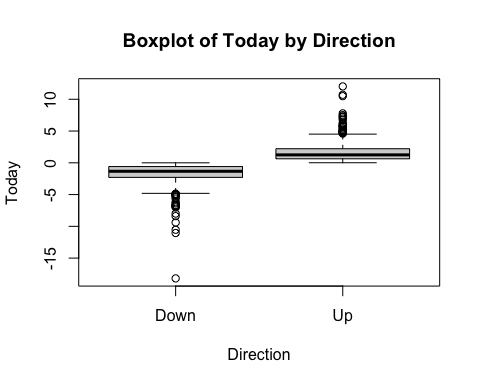 Boxplot of Today by Direction
Today
10
5
0
-5
-15
Down
Up
Direction